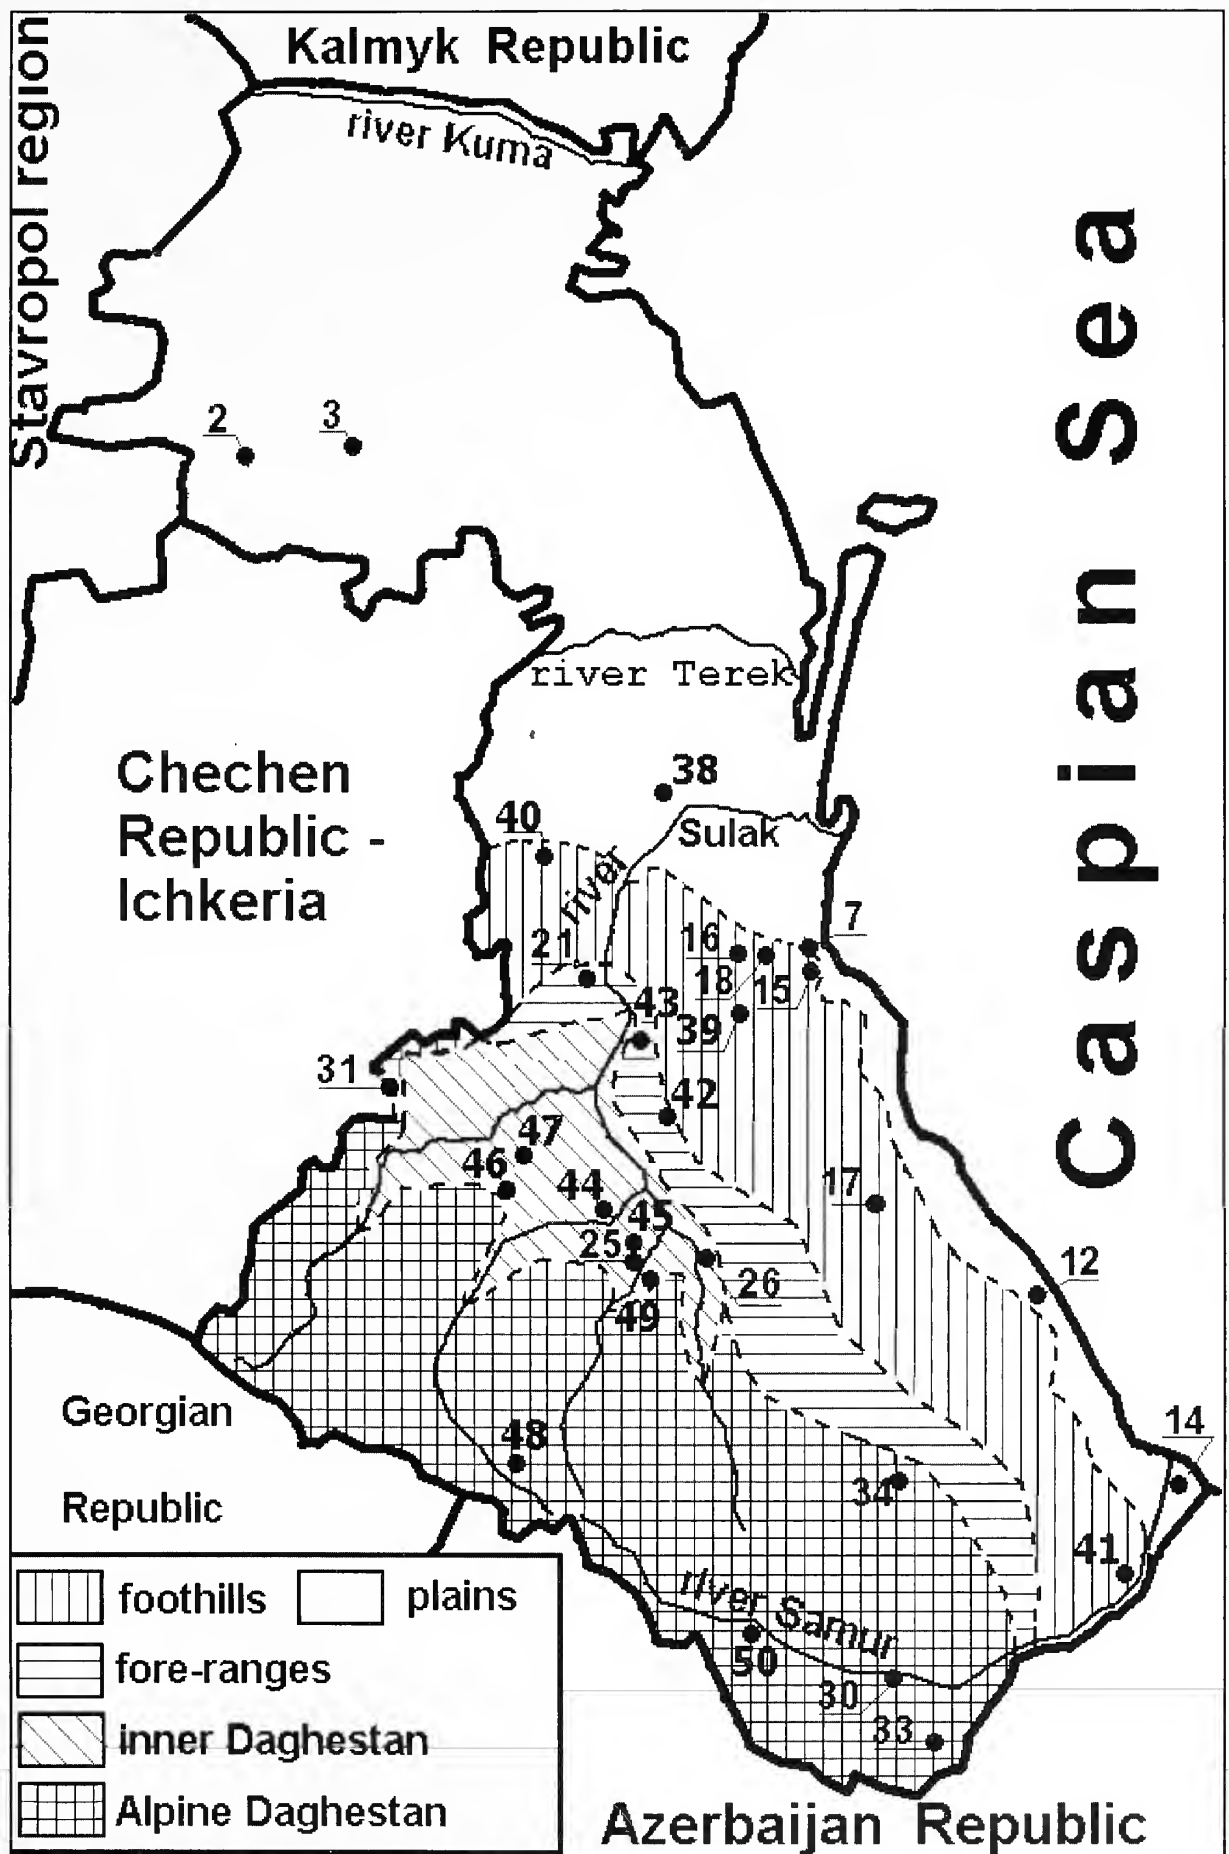 Kalmyk Republic
Stavropol region
river Kuma
Caspian Sea
2
3
river Terek
Chechen
Republic -
Ichkeria
38
40
Sulak
river
7
16
21
18
15
43
39
31
42
47
46
44
45
17
25
26
12
49
Georgian
Republic
48
14
34
41
river Samur
50
30
33
foothills
plains
fore-ranges
inner Daghestan
Alpine Daghestan
Azerbaijan Republic